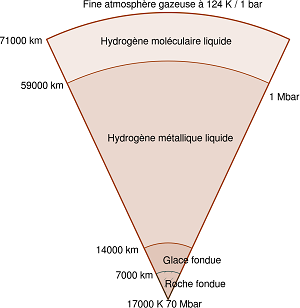 Fine atmosphère gazeuse à 124 K / 1 bar
71000 km
Hydrogène moléculaire liquide
59000 km
1 Mbar
Hydrogène métallique liquide
14000 km
Glace fondue
7000 km
Roche fondue
17000 K 70 Mbar